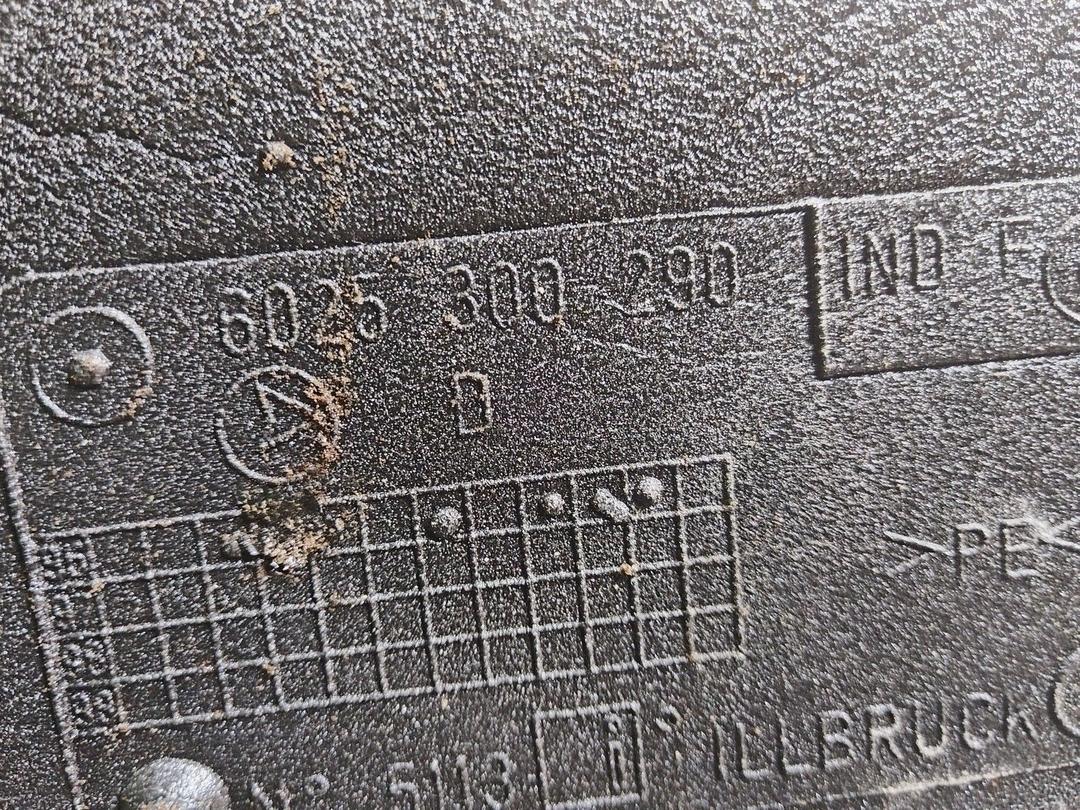 6025 300 290 IND E
D
>PE<
N° 5113. i ILLBRUCK